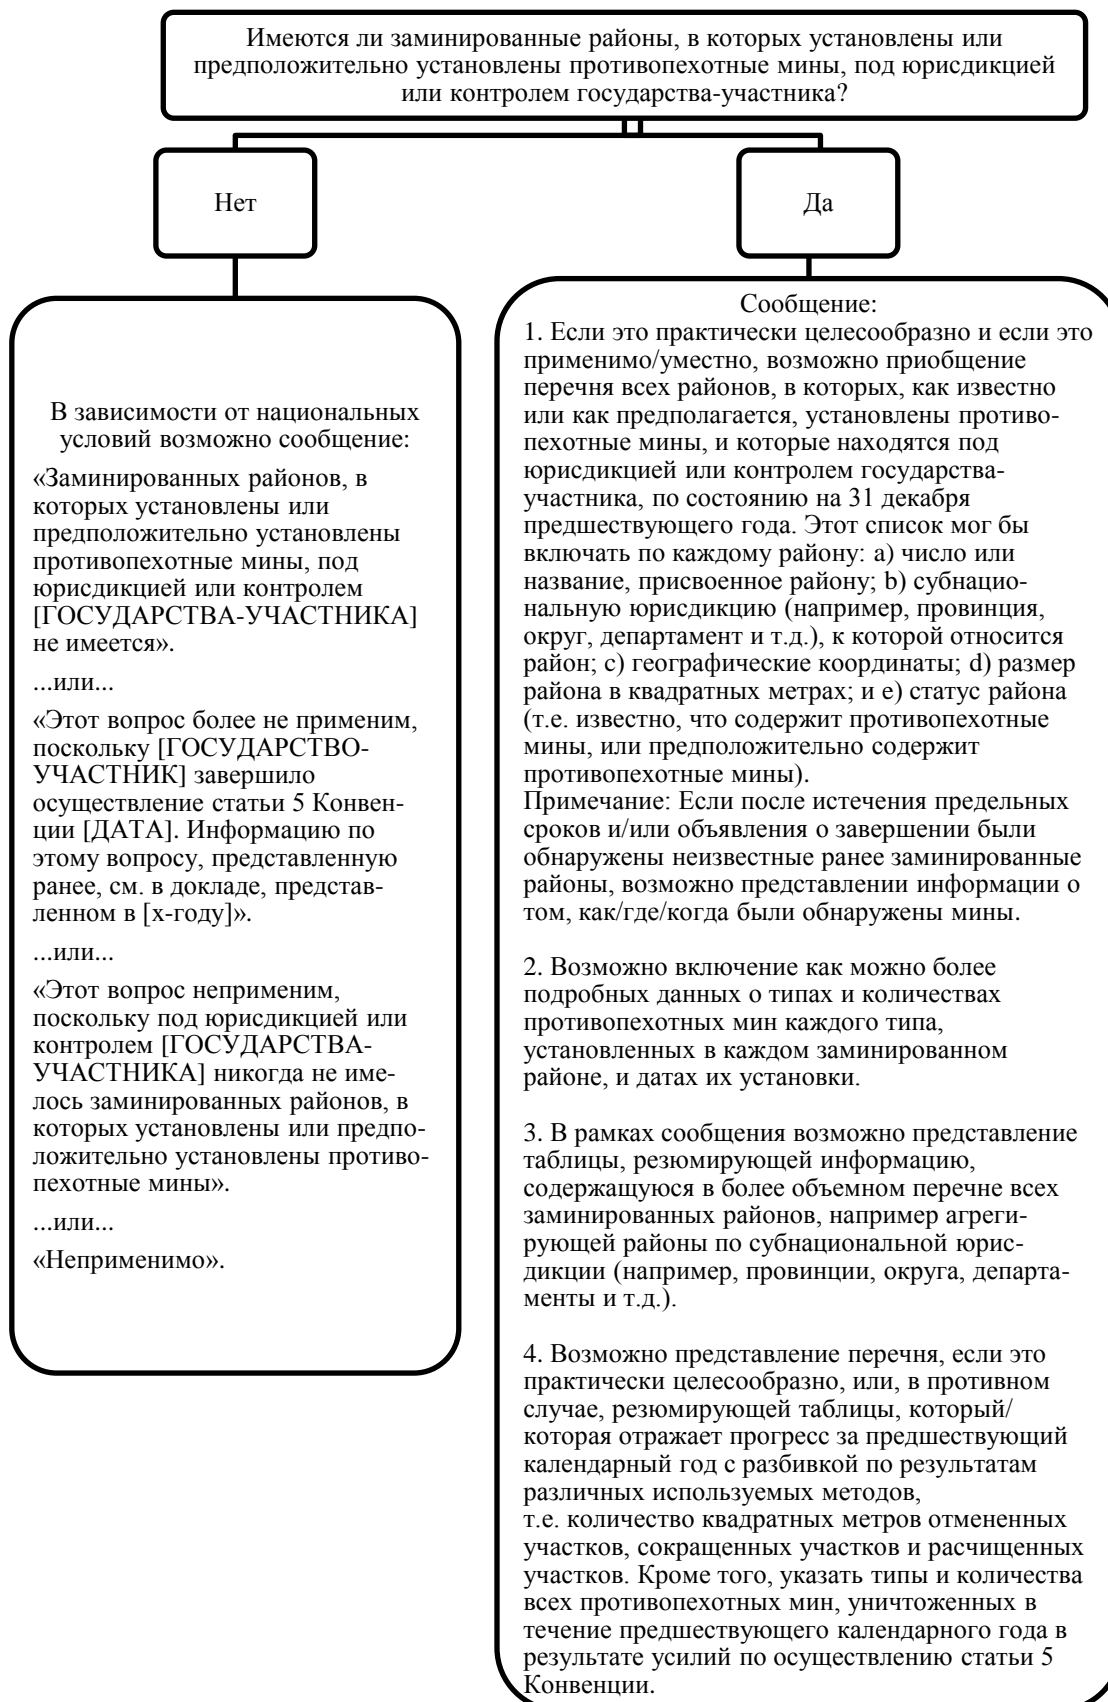 Имеются ли заминированные районы, в которых установлены или
предположительно установлены противопехотные мины, под юрисдикцией
или контролем государства-участника?
Нет
Да
В зависимости от национальных
условий возможно сообщение:
«Заминированных районов, в
которых установлены или
предположительно установлены
противопехотные мины, под
юрисдикцией или контролем
[ГОСУДАРСТВА-УЧАСТНИКА]
не имеется».
...или...
«Этот вопрос более не применим,
поскольку [ГОСУДАРСТВО-
УЧАСТНИК] завершило
осуществление статьи 5 Конвен-
ции [ДАТА]. Информацию по
этому вопросу, представленную
ранее, см. в докладе, представ-
ленном в [х-году]».
...или...
«Этот вопрос неприменим,
поскольку под юрисдикцией или
контролем [ГОСУДАРСТВА-
УЧАСТНИКА] никогда не име-
лось заминированных районов, в
которых установлены или предпо-
ложительно установлены противо-
пехотные мины».
...или...
«Неприменимо».
Сообщение:
1. Если это практически целесообразно и если это
применимо/уместно, возможно приобщение
перечня всех районов, в которых, как известно
или как предполагается, установлены противо-
пехотные мины, и которые находятся под
юрисдикцией или контролем государства-
участника, по состоянию на 31 декабря
предшествующего года. Этот список мог бы
включать по каждому району: a) число или
название, присвоенное району; b) субнацио-
нальную юрисдикцию (например, провинция,
округ, департамент и т.д.), к которой относится
район; c) географические координаты; d) размер
района в квадратных метрах; и e) статус района
(т.е. известно, что содержит противопехотные
мины, или предположительно содержит
противопехотные мины).
Примечание: Если после истечения предельных
сроков и/или объявления о завершении были
обнаружены неизвестные ранее заминированные
районы, возможно представлении информации о
том, как/где/когда были обнаружены мины.
2. Возможно включение как можно более
подробных данных о типах и количествах
противопехотных мин каждого типа,
установленных в каждом заминированном
районе, и датах их установки.
3. В рамках сообщения возможно представление
таблицы, резюмирующей информацию,
содержащуюся в более объемном перечне всех
заминированных районов, например агреги-
рующей районы по субнациональной юрис-
дикции (например, провинции, округа, департа-
менты и т.д.).
4. Возможно представление перечня, если это
практически целесообразно, или, в противном
случае, резюмирующей таблицы, который/
которая отражает прогресс за предшествующий
календарный год с разбивкой по результатам
различных используемых методов,
т.е. количество квадратных метров отмененных
участков, сокращенных участков и расчищенных
участков. Кроме того, указать типы и количества
всех противопехотных мин, уничтоженных в
течение предшествующего календарного года в
результате усилий по осуществлению статьи 5
Конвенции.